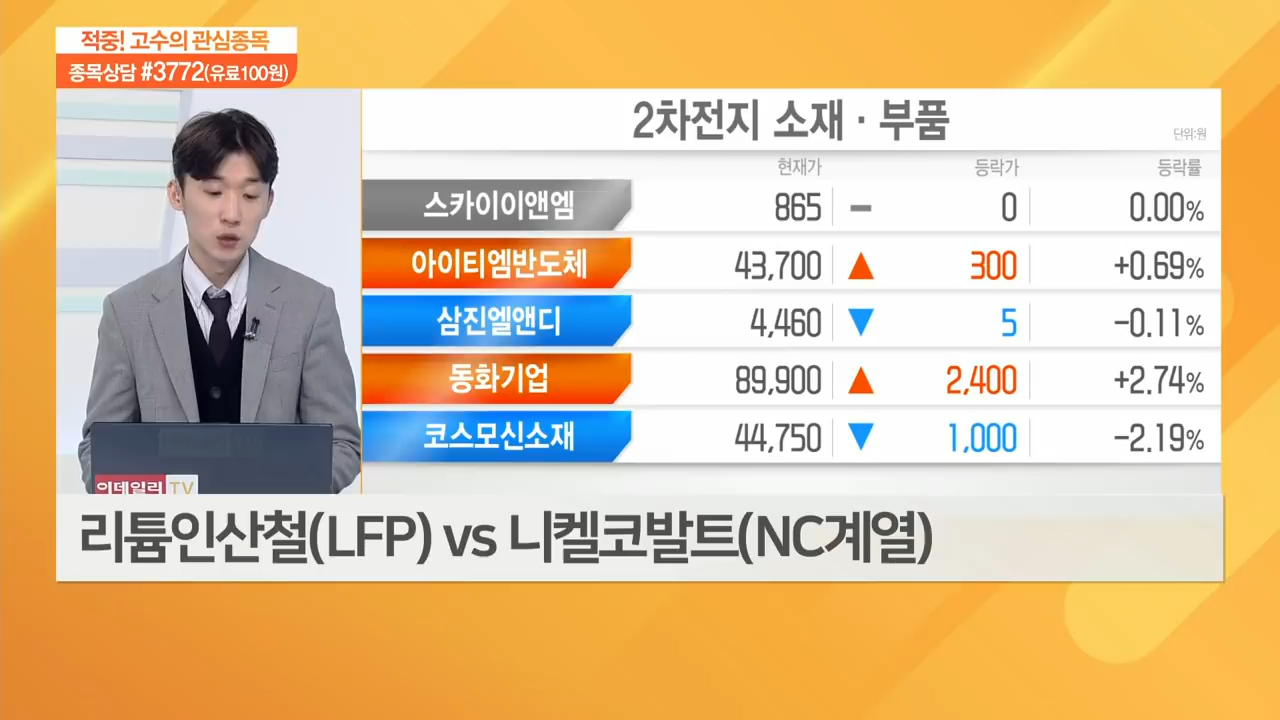 적중! 고수의 관심종목
종목상담 #3772(유료100원)
2차전지 소재 · 부품
단위:원
현재가 등락가 등락률
스카이이앤엠 865 0 0.00%
아이티엠반도체 43,700 ▲ 300 +0.69%
삼진엘앤디 4,460 ▼ 5 -0.11%
동화기업 89,900 ▲ 2,400 +2.74%
코스모신소재 44,750 ▼ 1,000 -2.19%
이데일리 TV
리튬인산철(LFP) vs 니켈코발트(NC계열)